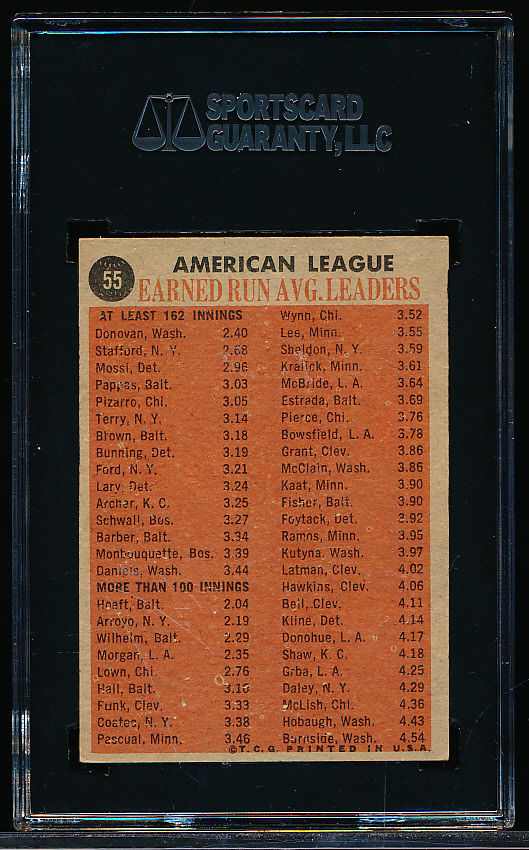 SPORTSCARD
GUARANTY, LLC
55
AMERICAN LEAGUE
EARNED RUN AVG. LEADERS
AT LEAST 162 INNINGS
Donovan, Wash. 2.40
Stafford, N. Y. 2.68
Mossi, Det. 2.96
Pappas, Balt. 3.03
Pizarro, Chi. 3.05
Terry, N. Y. 3.14
Brown, Balt. 3.18
Bunning, Det. 3.19
Ford, N. Y. 3.21
Lary, Det. 3.24
Archer, K. C. 3.25
Schwall, Bos. 3.27
Barber, Balt. 3.34
Monbouquette, Bos. 3.39
Daniels, Wash. 3.44
MORE THAN 100 INNINGS
Hoeft, Balt. 2.04
Arroyo, N. Y. 2.19
Wilhelm, Balt. 2.29
Morgan, L. A. 2.35
Lown, Chi. 2.76
Hall, Balt. 3.10
Funk, Clev. 3.33
Coates, N. Y. 3.38
Pascual, Minn. 3.46
Wynn, Chi. 3.52
Lee, Minn. 3.55
Sheldon, N. Y. 3.59
Kralick, Minn. 3.61
McBride, L. A. 3.64
Estrada, Balt. 3.69
Pierce, Chi. 3.76
Bowsfield, L. A. 3.78
Grant, Clev. 3.86
McClain, Wash. 3.86
Kaat, Minn. 3.90
Fisher, Balt. 3.90
Foytack, Det. 3.92
Ramos, Minn. 3.95
Kutyna, Wash. 3.97
Latman, Clev. 4.02
Hawkins, Clev. 4.06
Bell, Clev. 4.11
Kline, Det. 4.14
Donohue, L. A. 4.17
Shaw, K. C. 4.18
Grba, L. A. 4.25
Daley, N. Y. 4.29
McLish, Chi. 4.36
Hobaugh, Wash. 4.43
Burnside, Wash. 4.54
©T. C. G. PRINTED IN U.S.A.